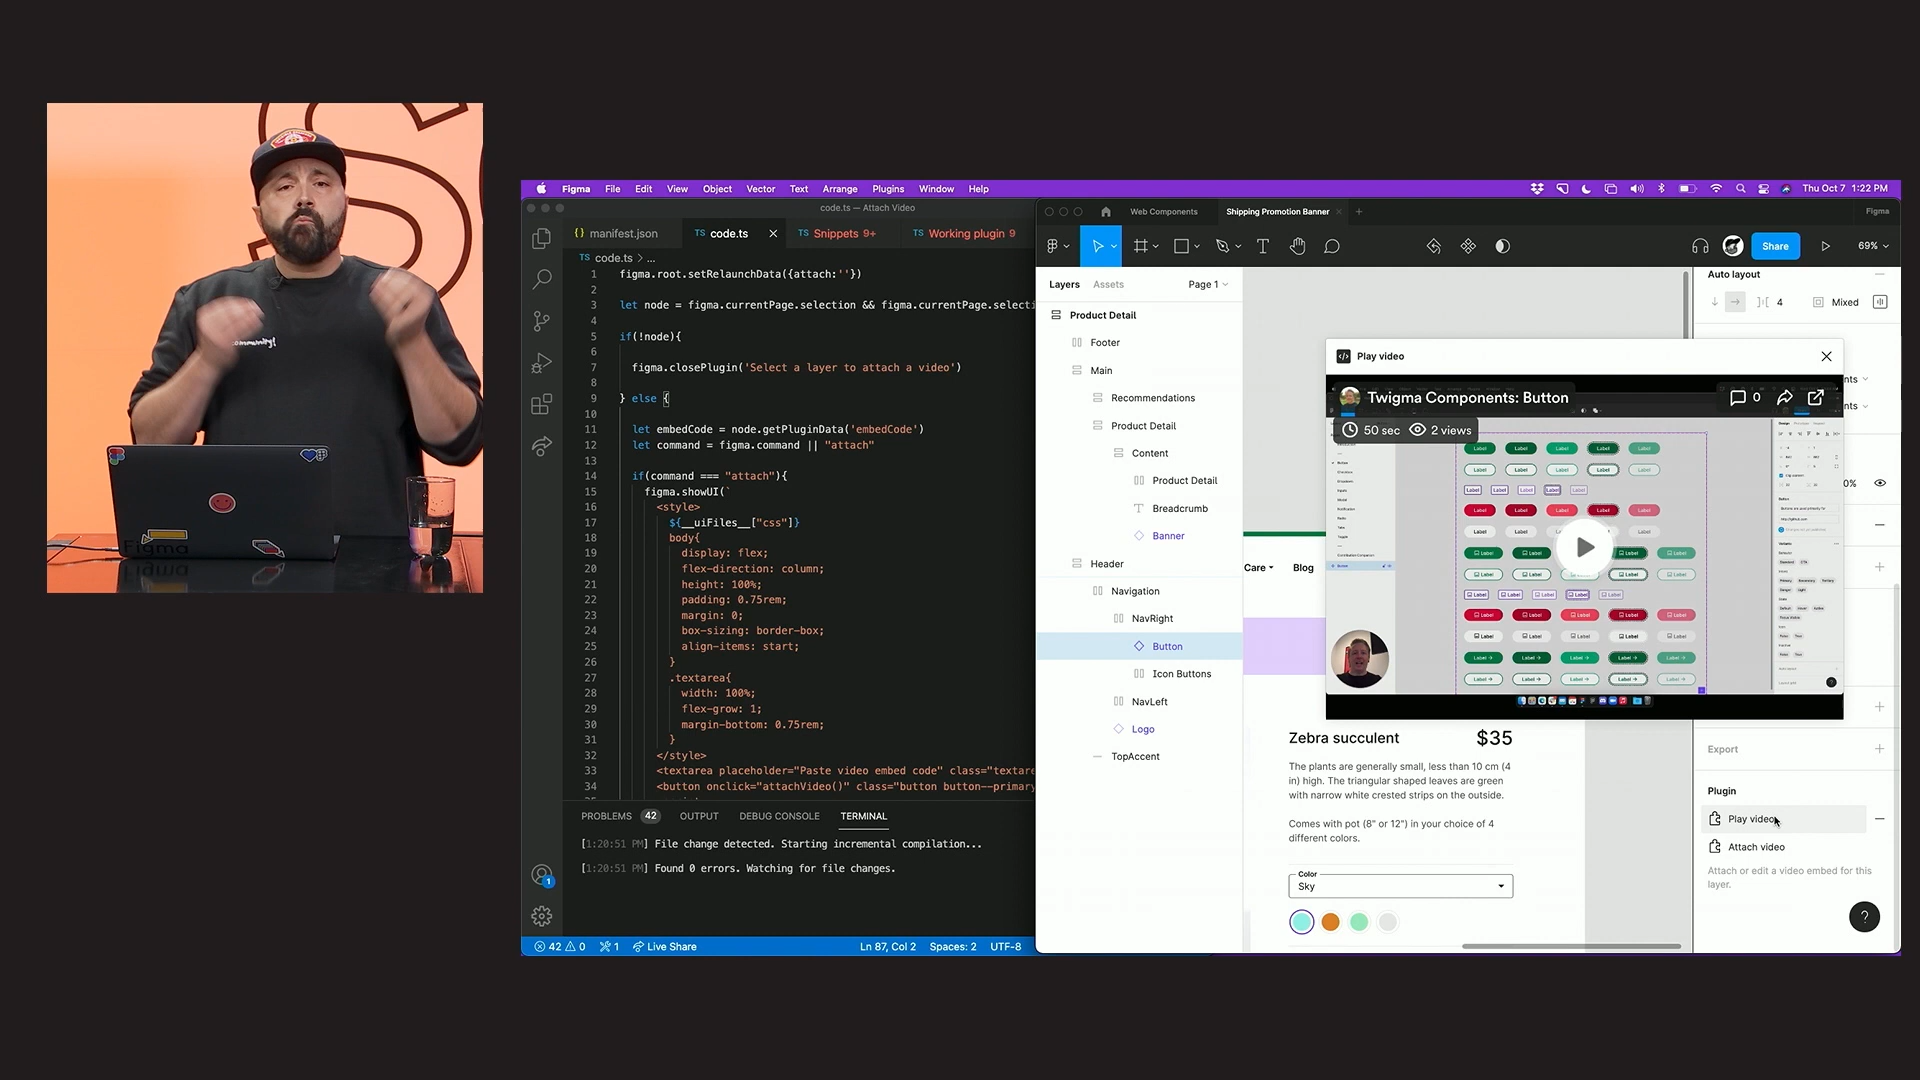 community!
Figma
Figma File Edit View Object Vector Text Arrange Plugins Window Help
Thu Oct 7 1:22 PM
code.ts — Attach Video
{} manifest.json
TS code.ts
TS Snippets 9+
TS Working plugin 9
TS code.ts > ...
1 figma.root.setRelaunchData({attach:''})
2
3 let node = figma.currentPage.selection && figma.currentPage.selecti
4
5 if(!node){
6
7 figma.closePlugin('Select a layer to attach a video')
8
9 } else {
10
11 let embedCode = node.getPluginData('embedCode')
12 let command = figma.command || "attach"
13
14 if(command === "attach"){
15 figma.showUI(`
16 <style>
17 ${__uiFiles__["css"]}
18 body{
19 display: flex;
20 flex-direction: column;
21 height: 100%;
22 padding: 0.75rem;
23 margin: 0;
24 box-sizing: border-box;
25 align-items: start;
26 }
27 .textarea{
28 width: 100%;
29 flex-grow: 1;
30 margin-bottom: 0.75rem;
31 }
32 </style>
33 <textarea placeholder="Paste video embed code" class="textare
34 <button onclick="attachVideo()" class="button button--primary
PROBLEMS 42 OUTPUT DEBUG CONSOLE TERMINAL
[1:20:51 PM] File change detected. Starting incremental compilation...
[1:20:51 PM] Found 0 errors. Watching for file changes.
1
42 0 1 Live Share Ln 87, Col 2 Spaces: 2 UTF-8
Web Components
Shipping Promotion Banner
Figma
Share
69%
Layers Assets Page 1
Product Detail
Footer
Main
Recommendations
Product Detail
Content
Product Detail
Breadcrumb
Banner
Header
Navigation
NavRight
Button
Icon Buttons
NavLeft
Logo
TopAccent
Care
Blog
Play video
Twigma Components: Button
0
50 sec 2 views
Zebra succulent $35
The plants are generally small, less than 10 cm (4
in) high. The triangular shaped leaves are green
with narrow white crested strips on the outside.
Comes with pot (8" or 12") in your choice of 4
different colors.
Color
Sky
Auto layout
4
Mixed
nts
nts
0%
Export
Plugin
Play video
Attach video
Attach or edit a video embed for this
layer.
?